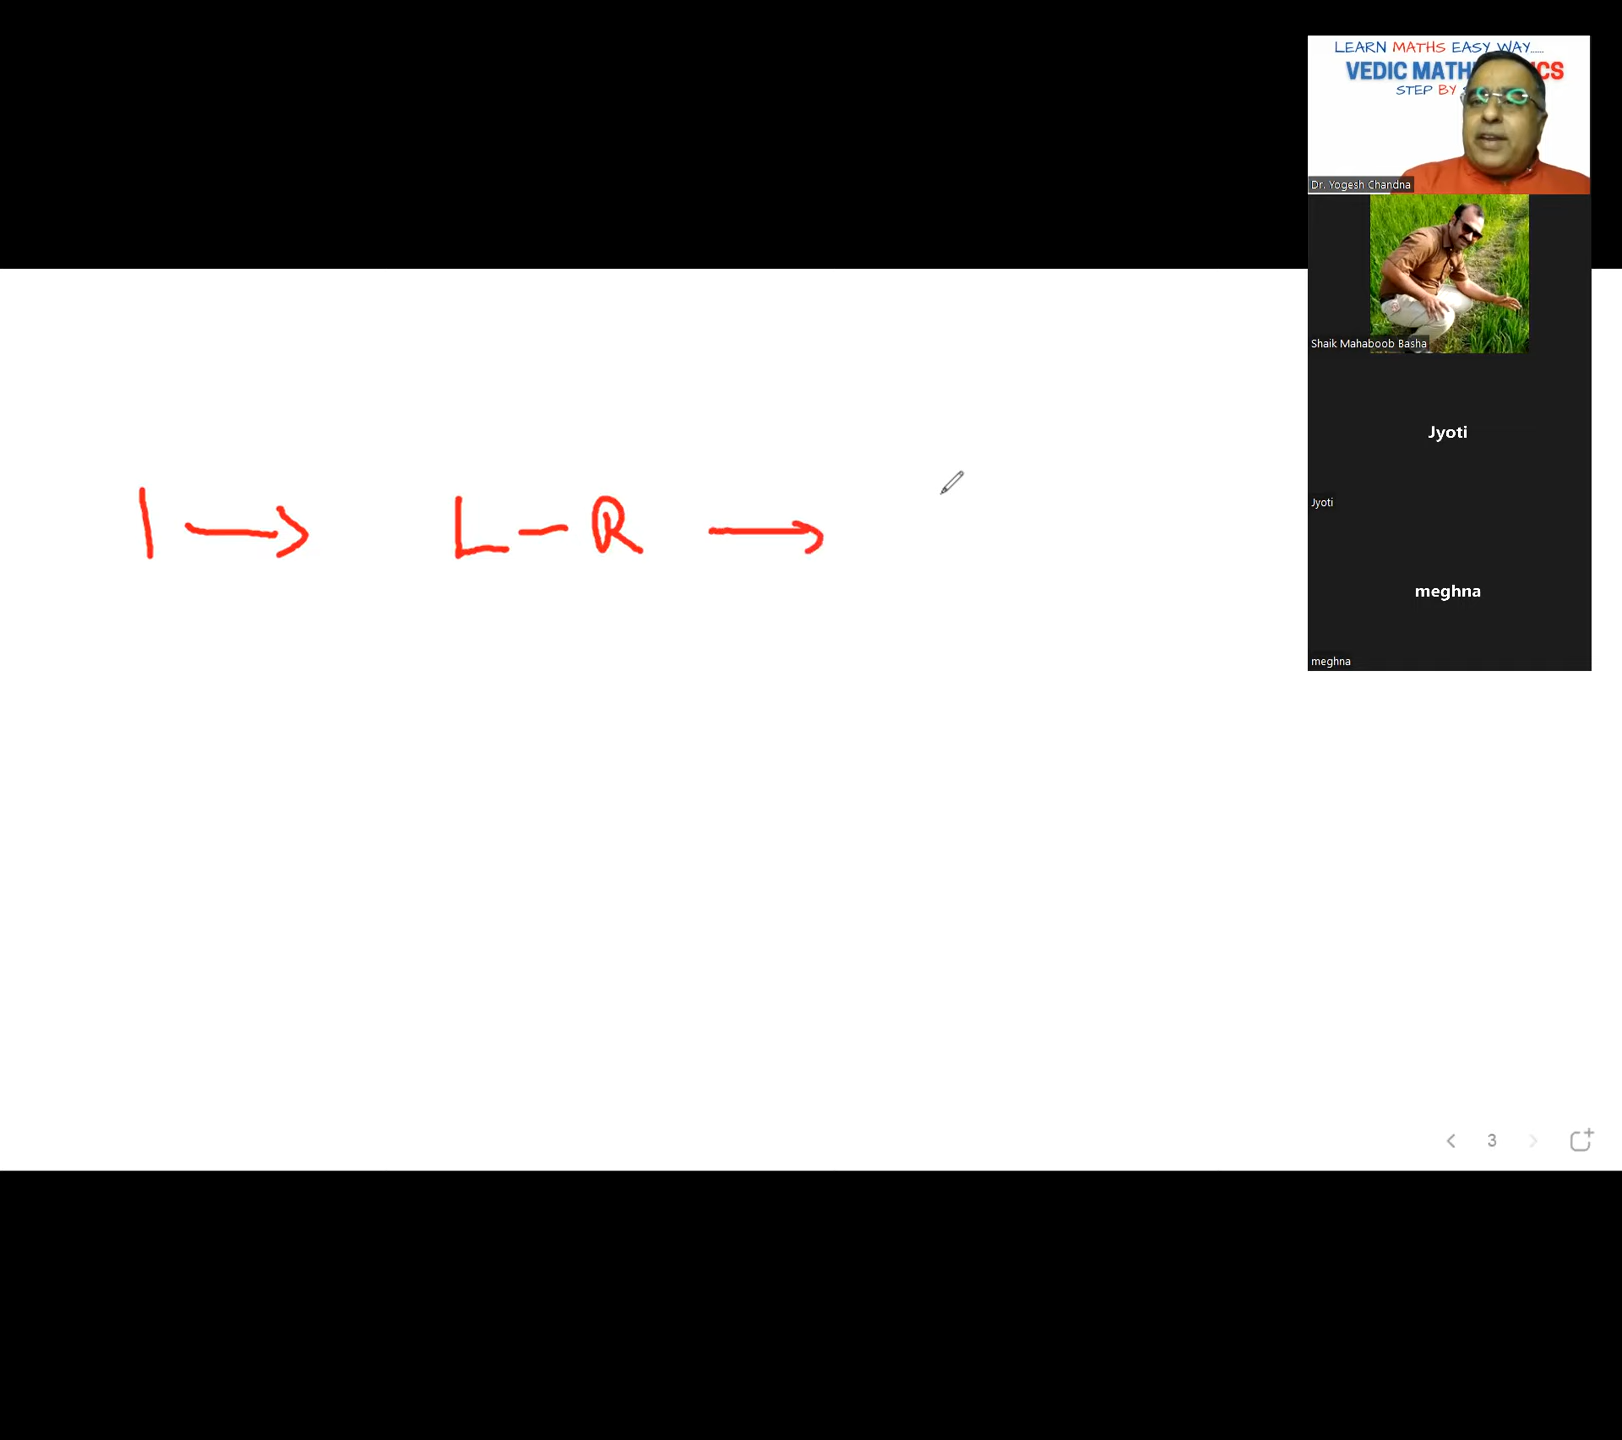 LEARN MATHS EASY WAY......
VEDIC MATH CS
STEP BY
Dr. Yogesh Chandna
Shaik Mahaboob Basha
Jyoti
Jyoti
meghna
meghna
1 → L - R →
3